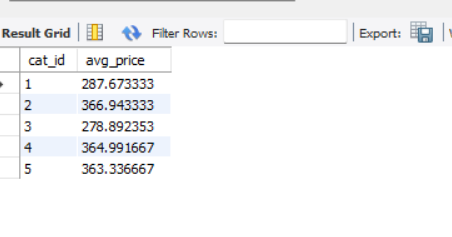 Result Grid Filter Rows: Export:
cat_id avg_price
1 287.673333
2 366.943333
3 278.892353
4 364.991667
5 363.336667